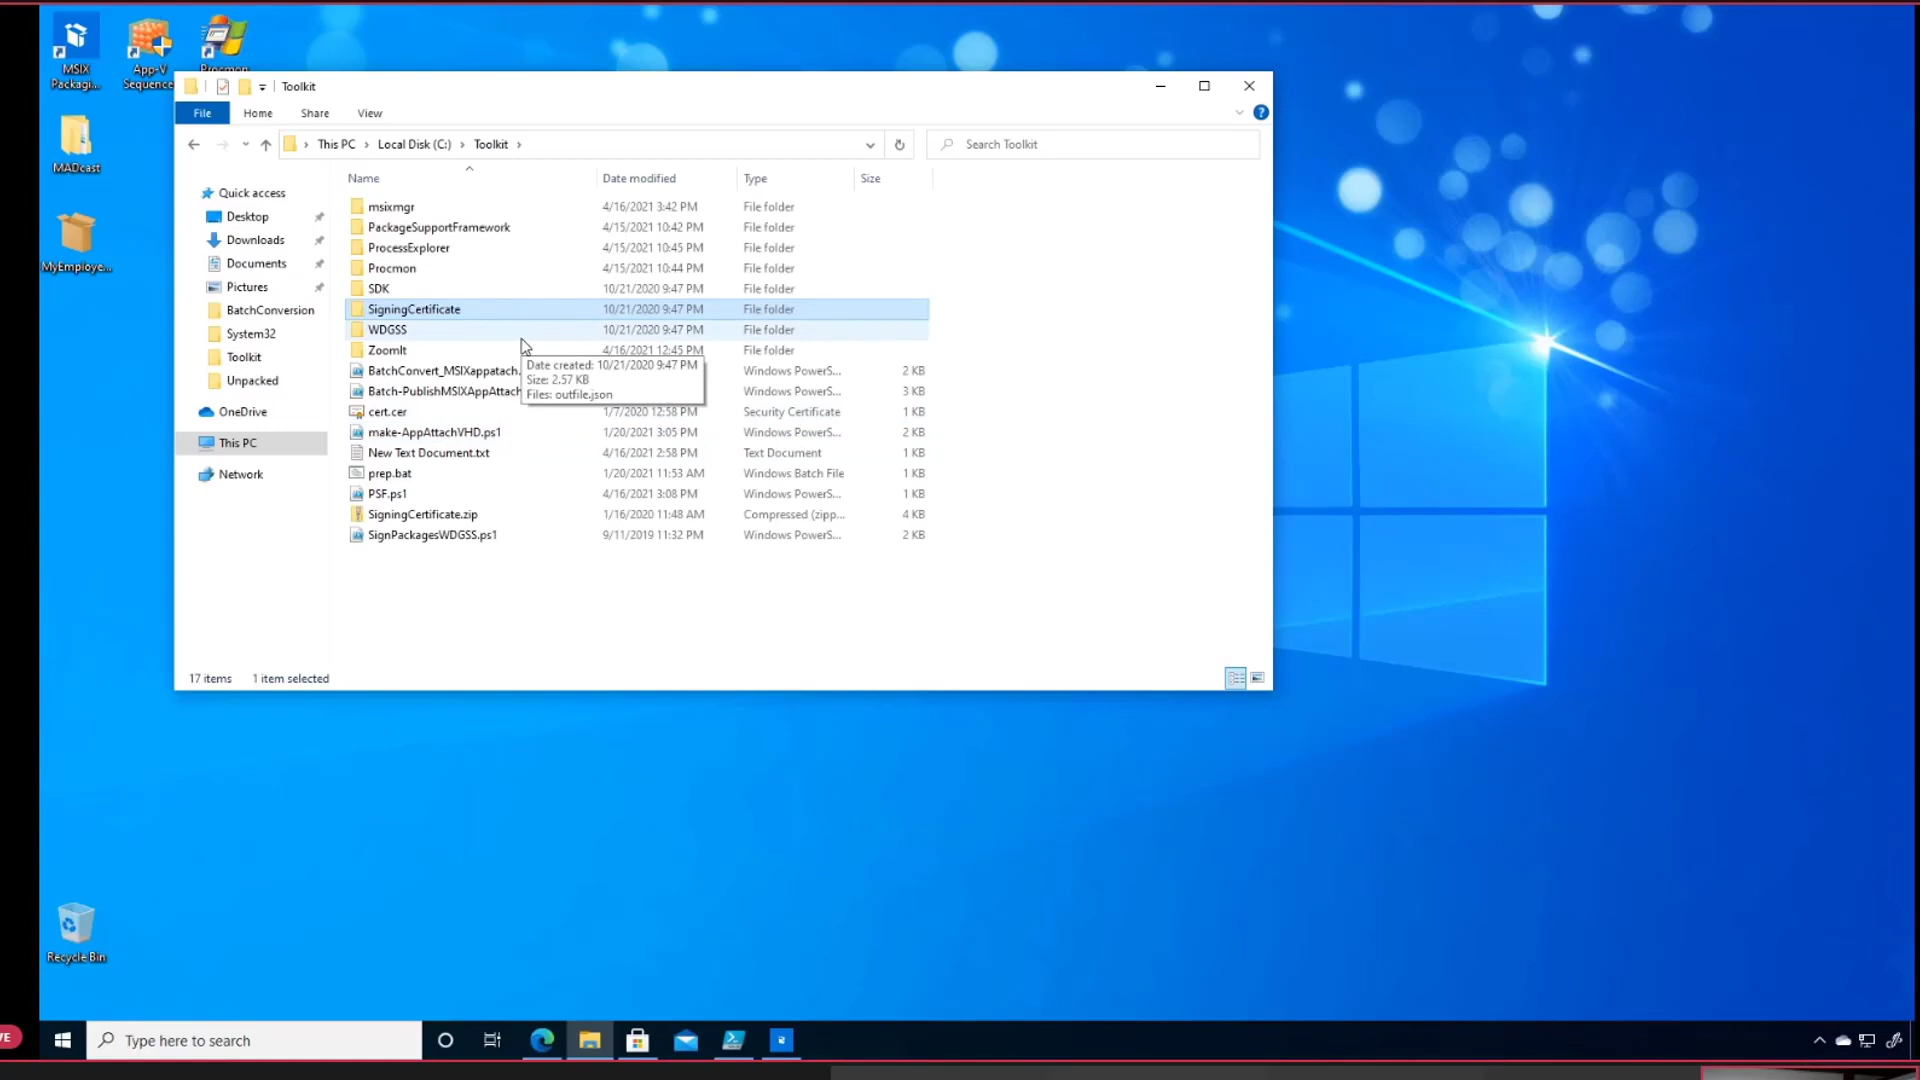 MSIX
Packagi...
App-V
Sequence
Procmon
MADcast
MyEmploye...
Recycle Bin
Toolkit
File
Home
Share
View
?
This PC
Local Disk (C:)
Toolkit
Search Toolkit
Quick access
Desktop
Downloads
Documents
Pictures
BatchConversion
System32
Toolkit
Unpacked
OneDrive
This PC
Network
Name Date modified Type Size
msixmgr 4/16/2021 3:42 PM File folder
PackageSupportFramework 4/15/2021 10:42 PM File folder
ProcessExplorer 4/15/2021 10:45 PM File folder
Procmon 4/15/2021 10:44 PM File folder
SDK 10/21/2020 9:47 PM File folder
SigningCertificate 10/21/2020 9:47 PM File folder
WDGSS 10/21/2020 9:47 PM File folder
ZoomIt 4/16/2021 12:45 PM File folder
BatchConvert_MSIXappatach. Windows PowerS... 2 KB
Batch-PublishMSIXAppAttach Windows PowerS... 3 KB
cert.cer 1/7/2020 12:58 PM Security Certificate 1 KB
make-AppAttachVHD.ps1 1/20/2021 3:05 PM Windows PowerS... 2 KB
New Text Document.txt 4/16/2021 2:58 PM Text Document 1 KB
prep.bat 1/20/2021 11:53 AM Windows Batch File 1 KB
PSF.ps1 4/16/2021 3:08 PM Windows PowerS... 1 KB
SigningCertificate.zip 1/16/2020 11:48 AM Compressed (zipp... 4 KB
SignPackagesWDGSS.ps1 9/11/2019 11:32 PM Windows PowerS... 2 KB
Date created: 10/21/2020 9:47 PM
Size: 2.57 KB
Files: outfile.json
17 items 1 item selected
VE
Type here to search